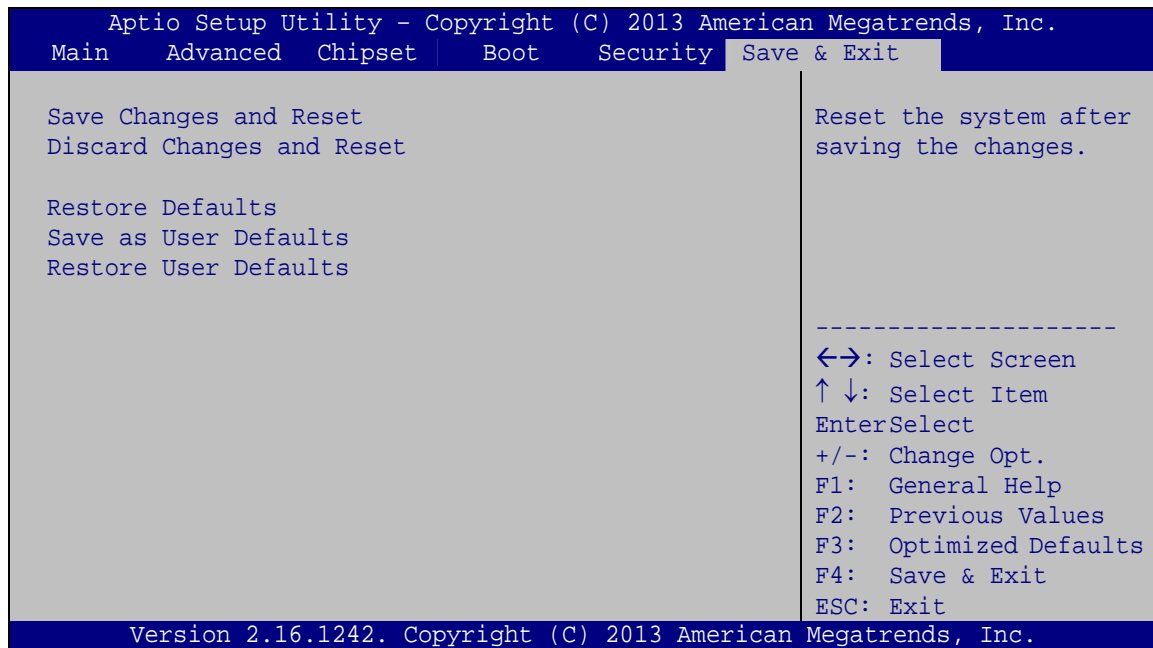 Aptio Setup Utility – Copyright (C) 2013 American Megatrends, Inc.
Main Advanced Chipset Boot Security Save & Exit
Save Changes and Reset
Discard Changes and Reset
Restore Defaults
Save as User Defaults
Restore User Defaults
Reset the system after
saving the changes.
---------------------
←→: Select Screen
↑ ↓: Select Item
EnterSelect
+/-: Change Opt.
F1: General Help
F2: Previous Values
F3: Optimized Defaults
F4: Save & Exit
ESC: Exit
Version 2.16.1242. Copyright (C) 2013 American Megatrends, Inc.